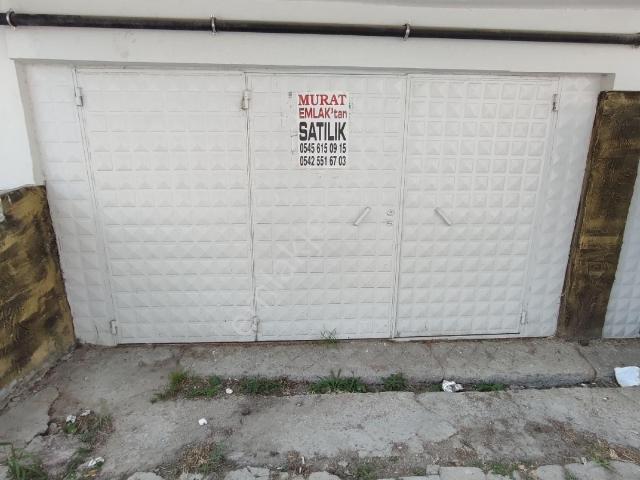 MURAT
EMLAK'tan
SATILIK
0545 615 09 15
0542 551 67 03